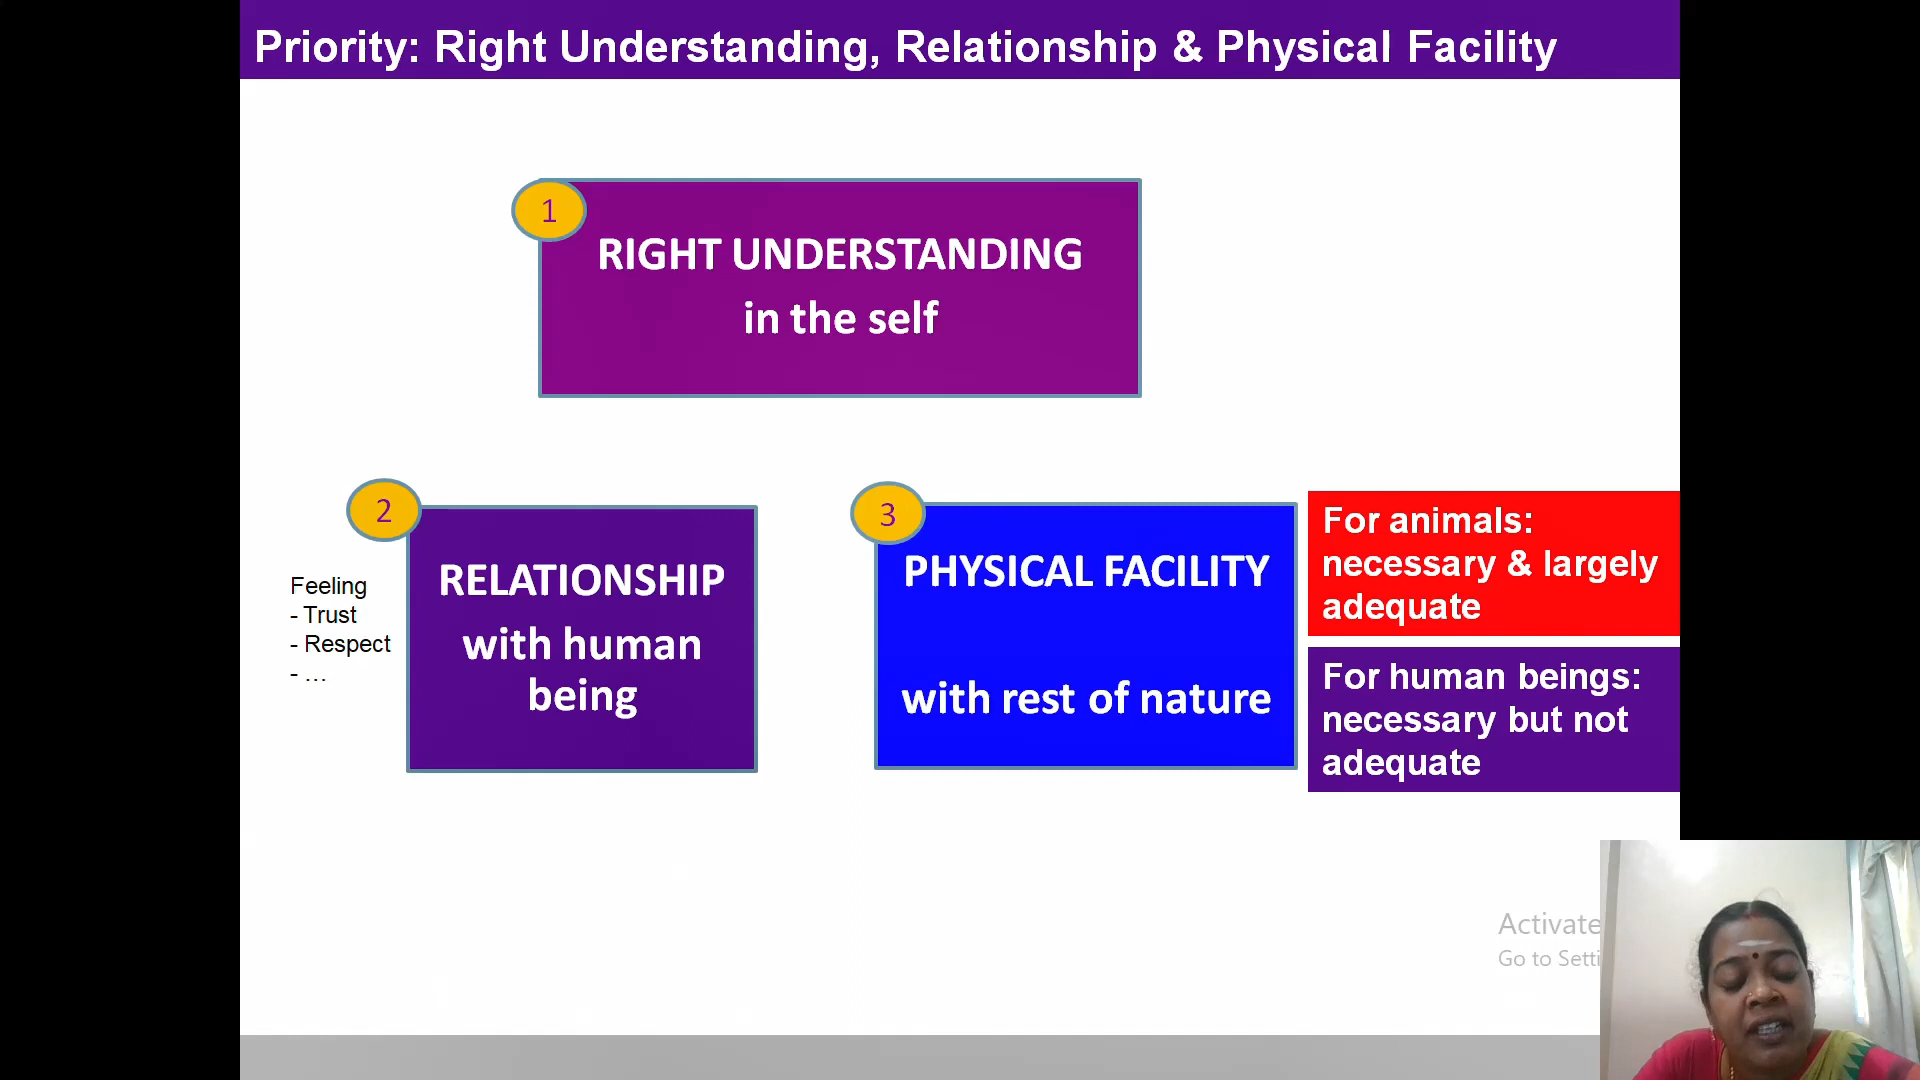 Priority: Right Understanding, Relationship & Physical Facility
1
RIGHT UNDERSTANDING
in the self
2
RELATIONSHIP
with human
being
Feeling
- Trust
- Respect
- …
3
PHYSICAL FACILITY
with rest of nature
For animals:
necessary & largely
adequate
For human beings:
necessary but not
adequate
Activate
Go to Setti